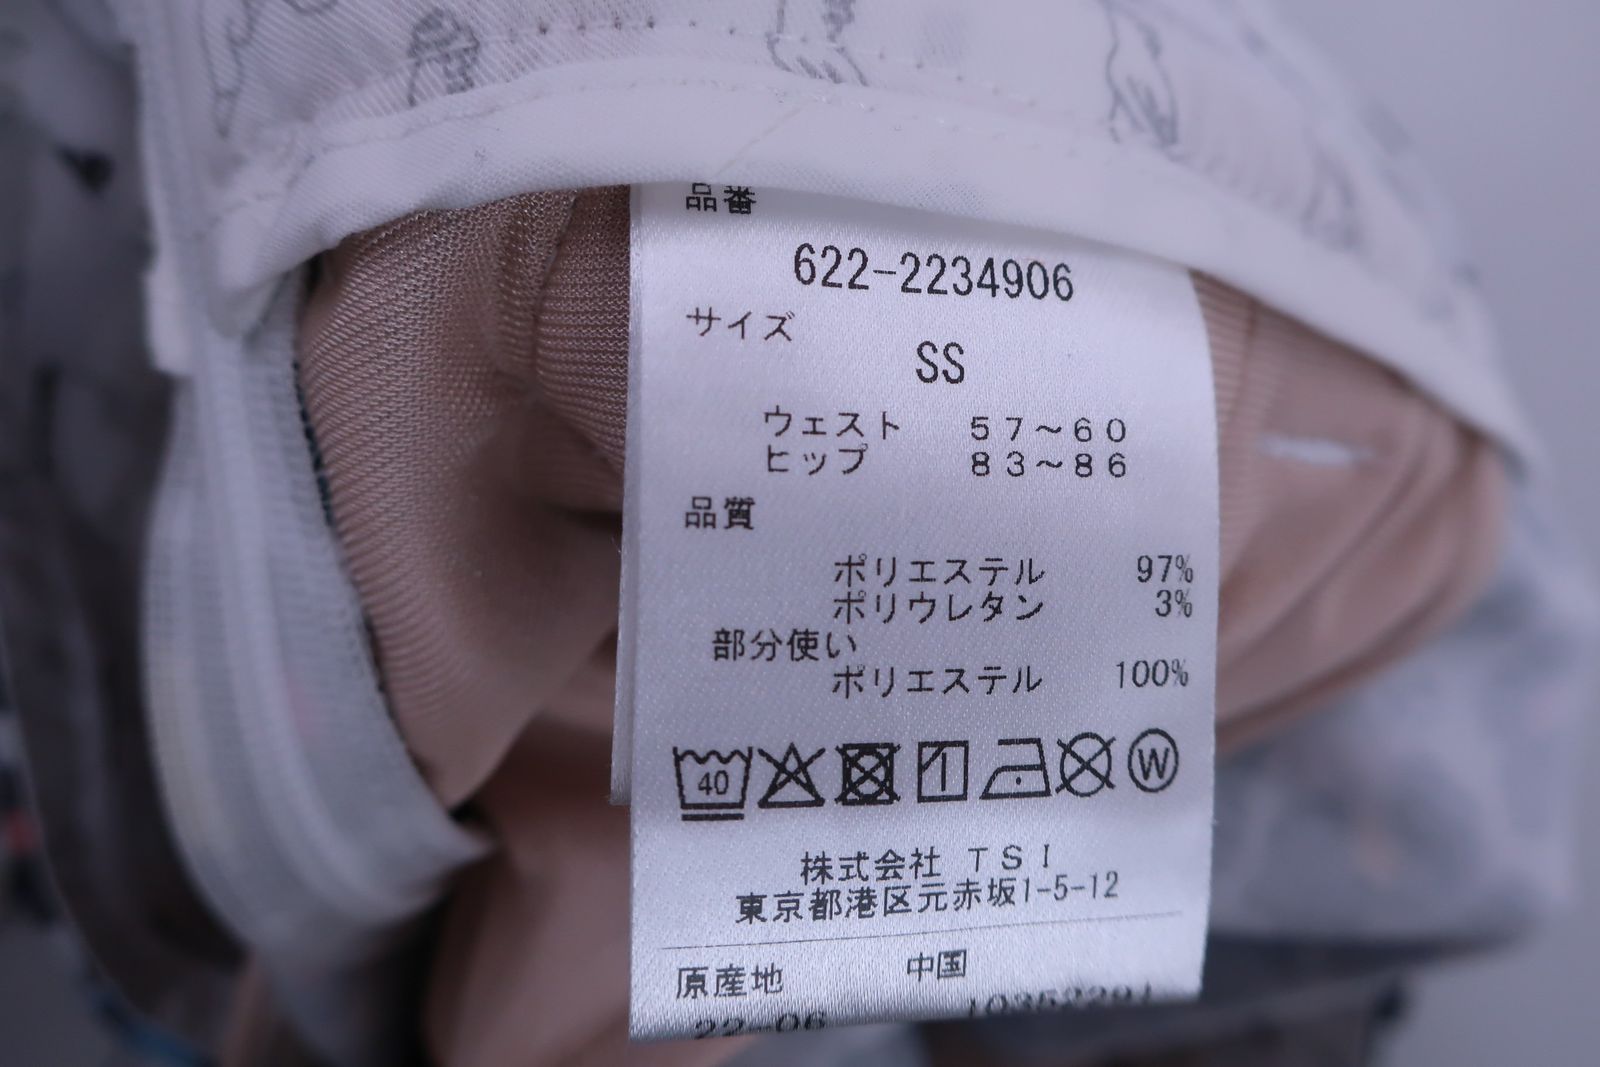 品番
622-2234906
サイズ
SS
ウェスト 57～60
ヒップ 83～86
品質
ポリエステル 97%
ポリウレタン 3%
部分使い
ポリエステル 100%
40
W
株式会社 TSI
東京都港区元赤坂1-5-12
原産地 中国
22-06